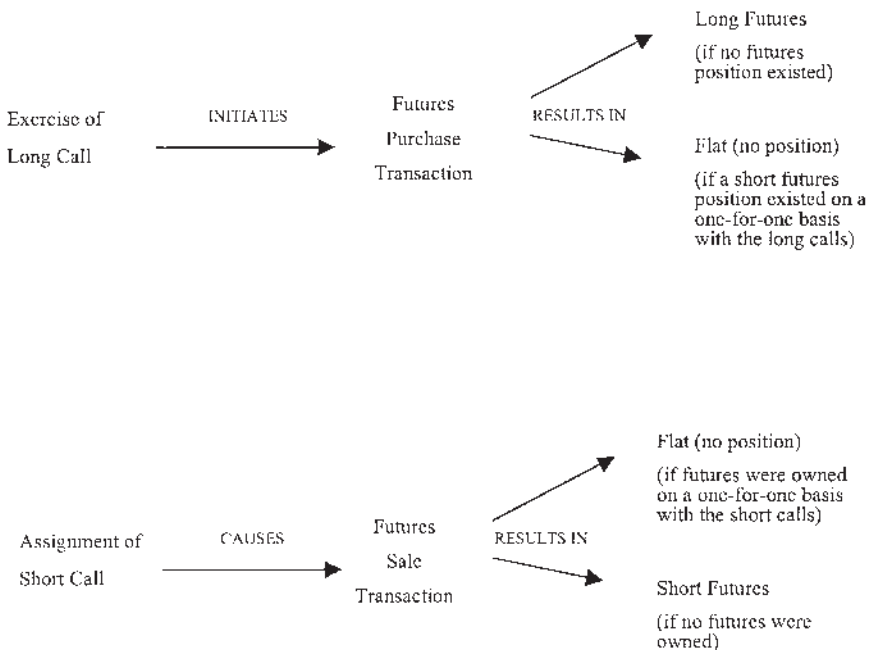 Long Futures
(if no futures
position existed)
Exercise of
Long Call
INITIATES
Futures
Purchase
Transaction
RESULTS IN
Flat (no position)
(if a short futures
position existed on a
one-for-one basis
with the long calls)
Flat (no position)
(if futures were owned
on a one-for-one basis
with the short calls)
Assignment of
Short Call
CAUSES
Futures
Sale
Transaction
RESULTS IN
Short Futures
(if no futures were
owned)